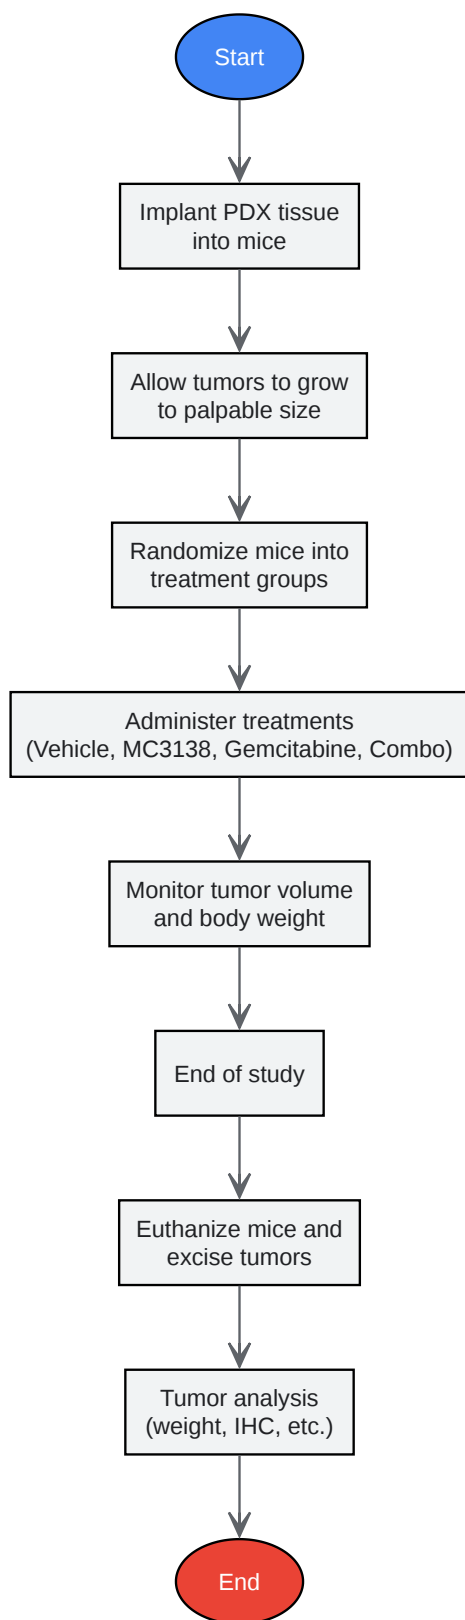 Start
Implant PDX tissue
into mice
Allow tumors to grow
to palpable size
Randomize mice into
treatment groups
Administer treatments
(Vehicle, MC3138, Gemcitabine, Combo)
Monitor tumor volume
and body weight
End of study
Euthanize mice and
excise tumors
Tumor analysis
(weight, IHC, etc.)
End